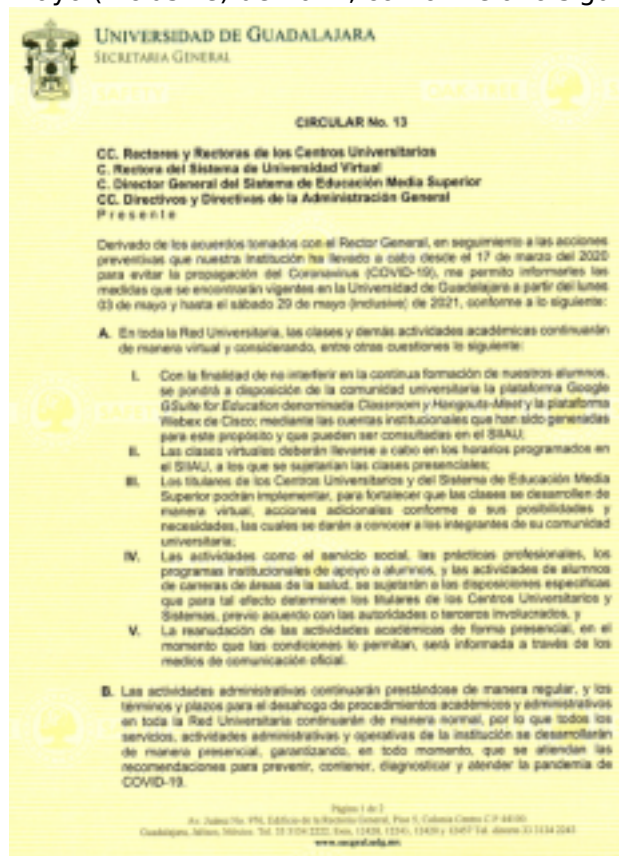 UNIVERSIDAD DE GUADALAJARA
SECRETARÍA GENERAL
CIRCULAR No. 13
CC. Rectores y Rectoras de los Centros Universitarios
C. Rectora del Sistema de Universidad Virtual
C. Director General del Sistema de Educación Media Superior
CC. Directivos y Directivas de la Administración General
P r e s e n t e
Derivado de los acuerdos tomados con el Rector General, en seguimiento a las acciones
preventivas que nuestra Institución ha llevado a cabo desde el 17 de marzo del 2020
para evitar la propagación del Coronavirus (COVID-19), me permito informarles las
medidas que se encontrarán vigentes en la Universidad de Guadalajara a partir del lunes
03 de mayo y hasta el sábado 29 de mayo (inclusive) de 2021, conforme a lo siguiente:
A. En toda la Red Universitaria, las clases y demás actividades académicas continuarán
de manera virtual y considerando, entre otras cuestiones lo siguiente:
I. Con la finalidad de no interferir en la continua formación de nuestros alumnos,
se pondrá a disposición de la comunidad universitaria la plataforma Google
GSuite for Education denominada Classroom y Hangouts-Meet y la plataforma
Webex de Cisco; mediante las cuentas institucionales que han sido generadas
para este propósito y que pueden ser consultadas en el SIIAU;
II. Las clases virtuales deberán llevarse a cabo en los horarios programados en
el SIIAU, a los que se sujetarían las clases presenciales;
III. Los titulares de los Centros Universitarios y del Sistema de Educación Media
Superior podrán implementar, para fortalecer que las clases se desarrollen de
manera virtual, acciones adicionales conforme a sus posibilidades y
necesidades, las cuales se darán a conocer a los integrantes de su comunidad
universitaria;
IV. Las actividades como el servicio social, las prácticas profesionales, los
programas institucionales de apoyo a alumnos, y las actividades de alumnos
de carreras de áreas de la salud, se sujetarán a las disposiciones específicas
que para tal efecto determinen los titulares de los Centros Universitarios y
Sistemas, previo acuerdo con las autoridades o terceros involucrados, y
V. La reanudación de las actividades académicas de forma presencial, en el
momento que las condiciones lo permitan, será informada a través de los
medios de comunicación oficial.
B. Las actividades administrativas continuarán prestándose de manera regular, y los
términos y plazos para el desahogo de procedimientos académicos y administrativos
en toda la Red Universitaria continuarán de manera normal, por lo que todos los
servicios, actividades administrativas y operativas de la institución se desarrollarán
de manera presencial, garantizando, en todo momento, que se atiendan las
recomendaciones para prevenir, contener, diagnosticar y atender la pandemia de
COVID-19.
Página 1 de 2
Av. Juárez No. 976, Edificio de la Rectoría General, Piso 5, Colonia Centro C.P. 44100
Guadalajara, Jalisco, México.
www.secgral.udg.mx